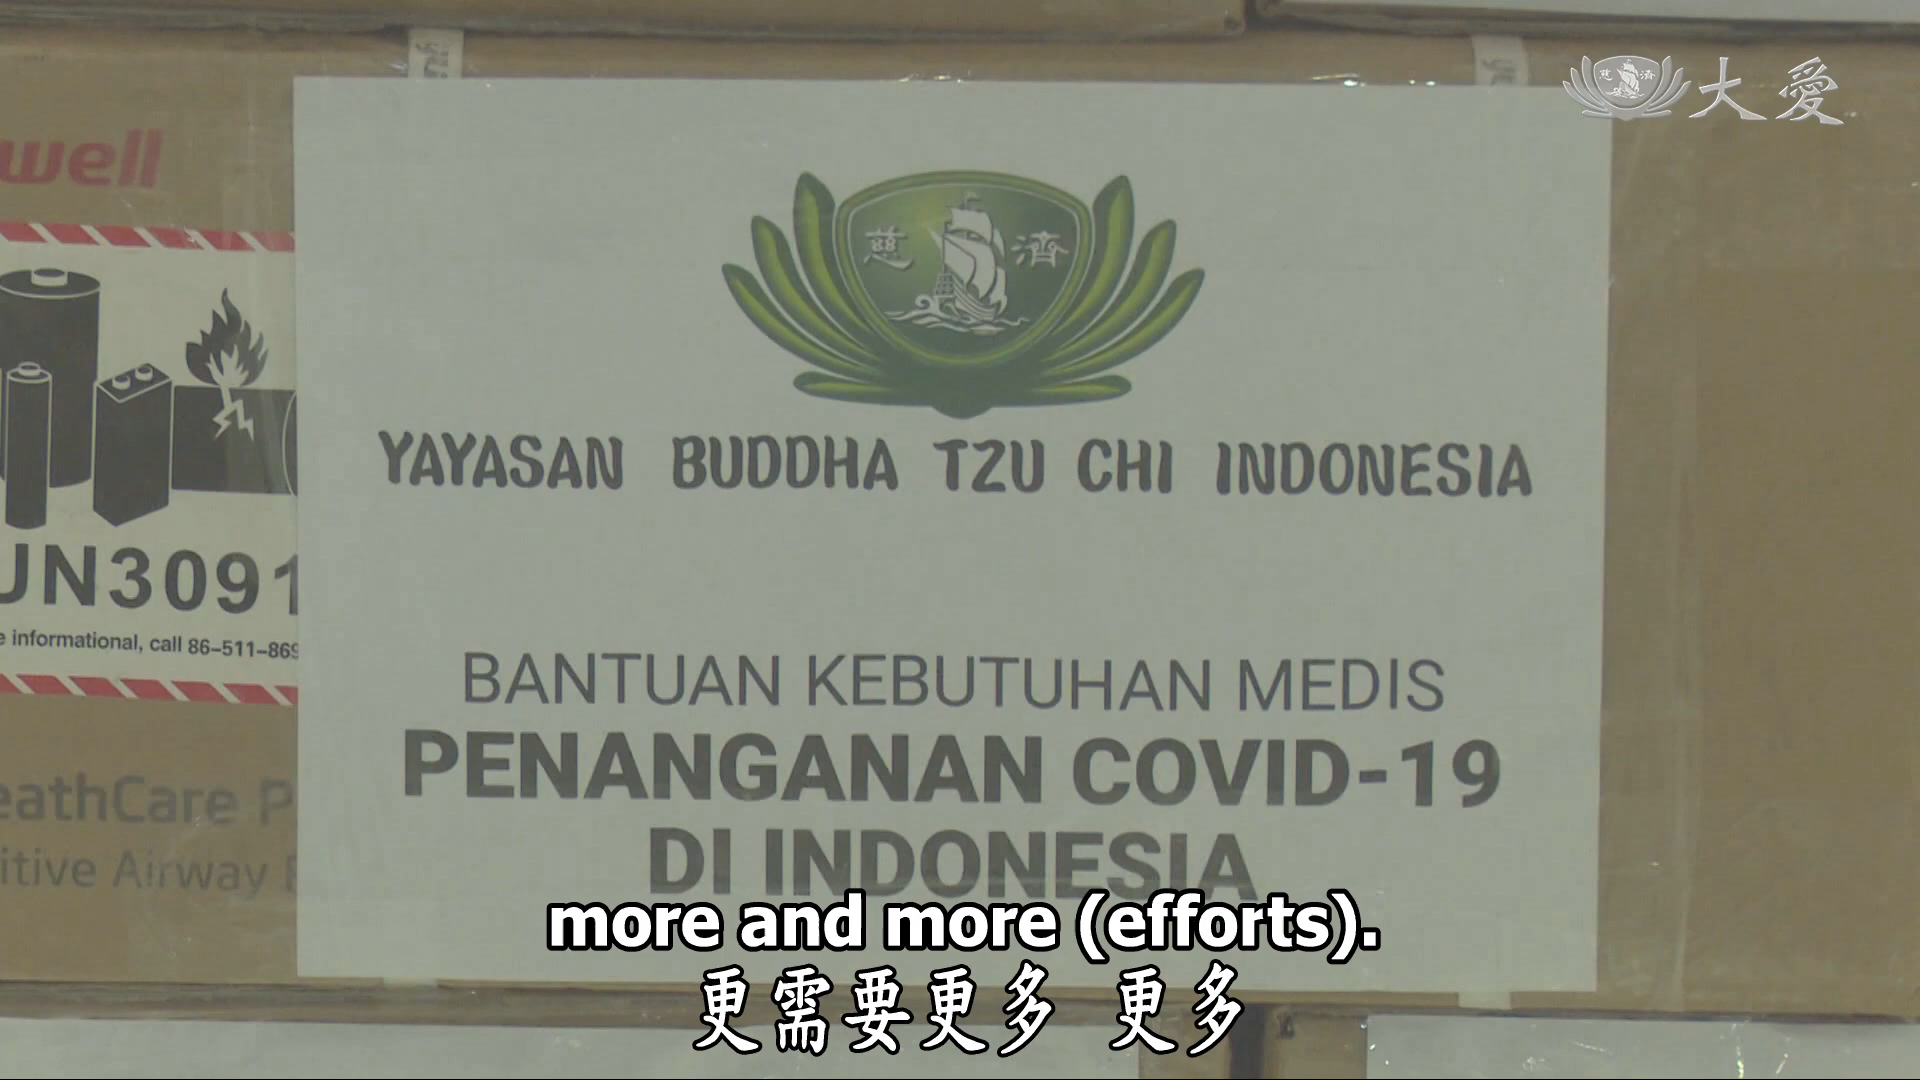 慈濟 大愛
well
慈 濟
YAYASAN BUDDHA TZU CHI INDONESIA
UN3091
informational, call 86-511-869
BANTUAN KEBUTUHAN MEDIS
PENANGANAN COVID-19
DI INDONESIA
eathCare P
itive Airway
more and more (efforts).
更需要更多 更多